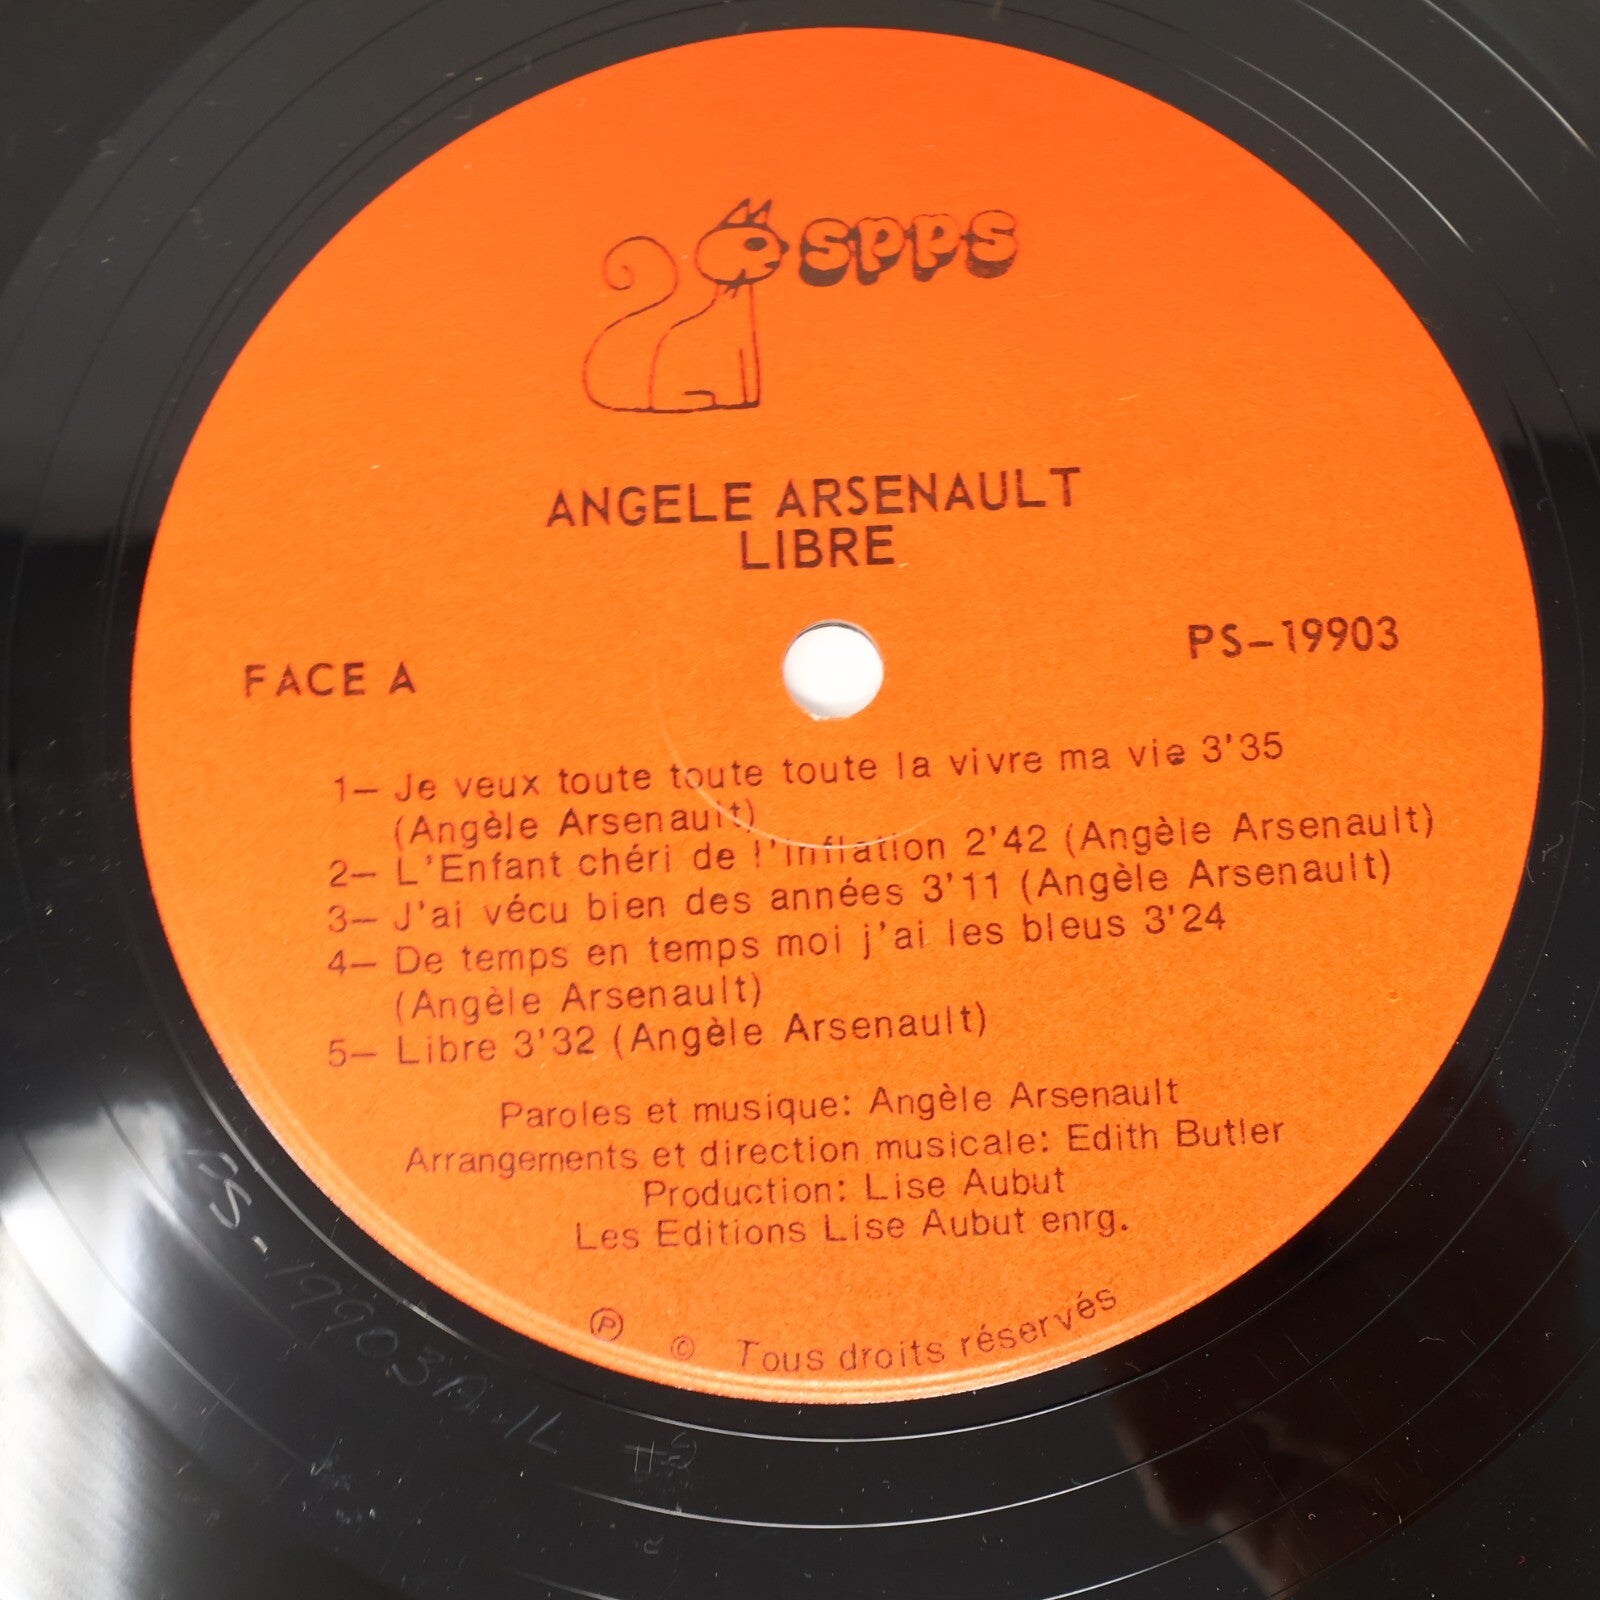 spps
ANGELE ARSENAULT
LIBRE
FACE A
PS-19903
1- Je veux toute toute toute la vivre ma vie 3'35
(Angèle Arsenault)
2- L'Enfant chéri de l'inflation 2'42 (Angèle Arsenault)
3- J'ai vécu bien des années 3'11 (Angèle Arsenault)
4- De temps en temps moi j'ai les bleus 3'24
(Angèle Arsenault)
5- Libre 3'32 (Angèle Arsenault)
Paroles et musique: Angèle Arsenault
Arrangements et direction musicale: Edith Butler
Production: Lise Aubut
Les Editions Lise Aubut enrg.
Ⓟ © Tous droits réservés
PS-19903A-1L